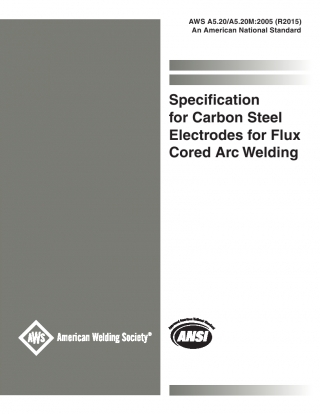 AWS A5.20/A5.20M:2005 (R2015)
An American National Standard
Specification
for Carbon Steel
Electrodes for Flux
Cored Arc Welding
AWS
American Welding Society®
ANSI